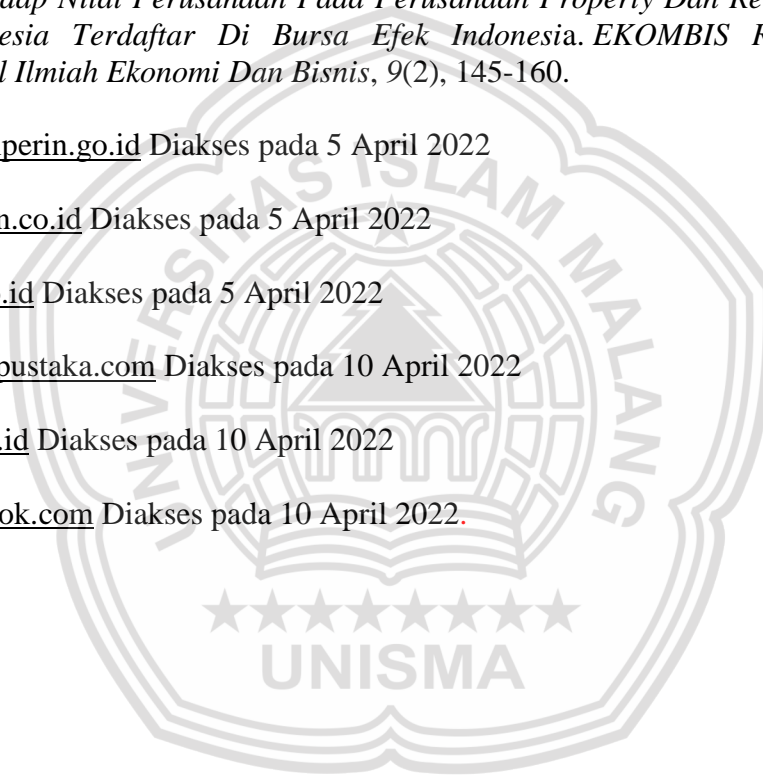 Nilai Perusahaan Pada Perusahaan Property Dan Re
esia Terdaftar Di Bursa Efek Indonesia. EKOMBIS R
l Ilmiah Ekonomi Dan Bisnis, 9(2), 145-160.
perin.go.id Diakses pada 5 April 2022
n.co.id Diakses pada 5 April 2022
.id Diakses pada 5 April 2022
pustaka.com Diakses pada 10 April 2022
.id Diakses pada 10 April 2022
ok.com Diakses pada 10 April 2022.
UNIVERSITAS ISLAM MALANG
UNISMA